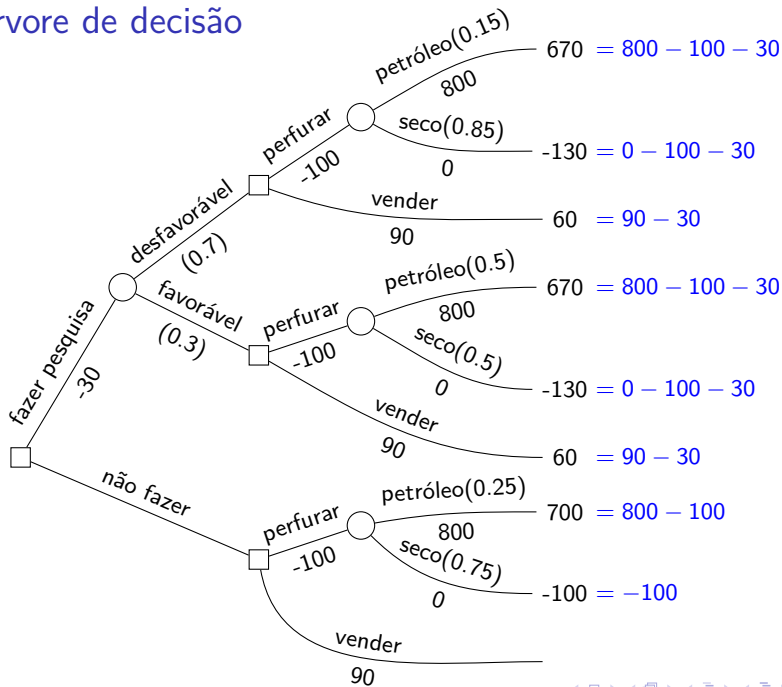 rvore de decisão
petróleo(0.15)
800
670 = 800 − 100 − 30
perfurar
-100
seco(0.85)
0
-130 = 0 − 100 − 30
desfavorável
(0.7)
vender
90
60 = 90 − 30
fazer pesquisa
-30
favorável
(0.3)
perfurar
-100
petróleo(0.5)
800
670 = 800 − 100 − 30
seco(0.5)
0
-130 = 0 − 100 − 30
vender
90
60 = 90 − 30
não fazer
perfurar
-100
petróleo(0.25)
800
700 = 800 − 100
seco(0.75)
0
-100 = −100
vender
90